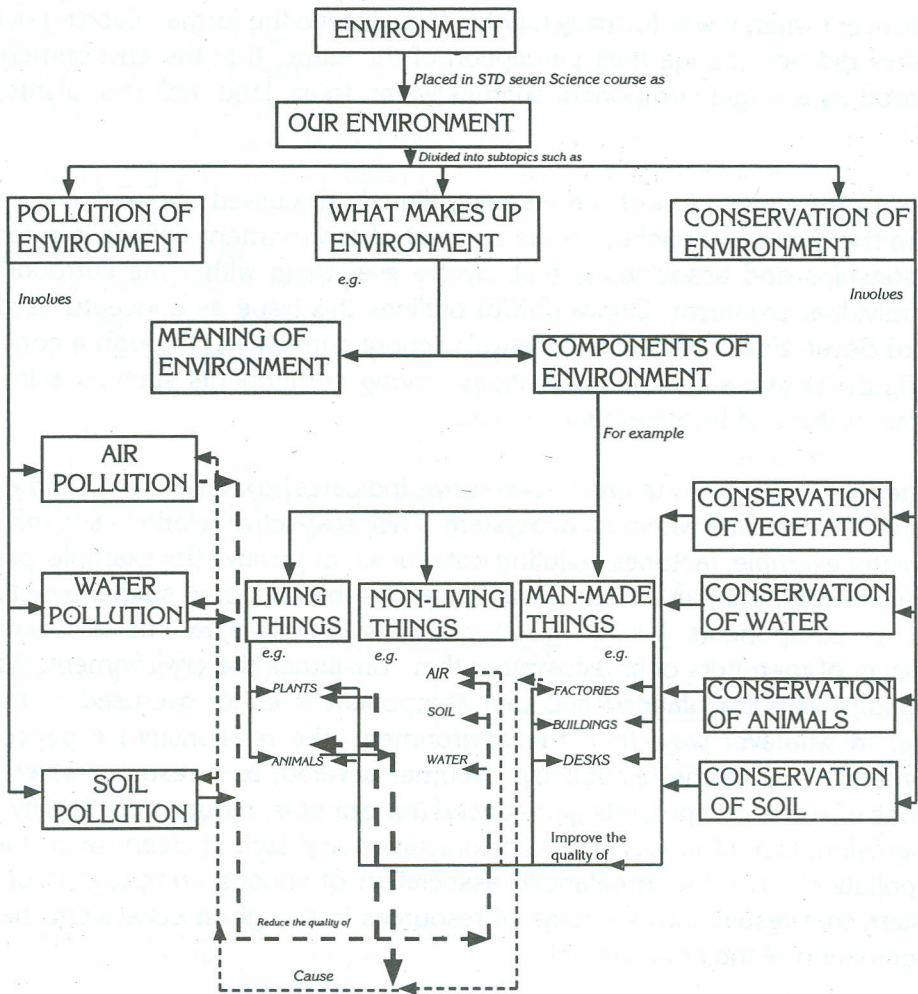 ENVIRONMENT
Placed in STD seven Science course as
OUR ENVIRONMENT
Divided into subtopics such as
POLLUTION OF
ENVIRONMENT
WHAT MAKES UP
ENVIRONMENT
CONSERVATION OF
ENVIRONMENT
Involves
e.g.
Involves
MEANING OF
ENVIRONMENT
COMPONENTS OF
ENVIRONMENT
For example
AIR
POLLUTION
WATER
POLLUTION
SOIL
POLLUTION
LIVING
THINGS
NON-LIVING
THINGS
MAN-MADE
THINGS
e.g.
e.g.
e.g.
PLANTS
ANIMALS
AIR
SOIL
WATER
FACTORIES
BUILDINGS
DESKS
CONSERVATION
OF VEGETATION
CONSERVATION
OF WATER
CONSERVATION
OF ANIMALS
CONSERVATION
OF SOIL
Improve the
quality of
Reduce the quality of
Cause